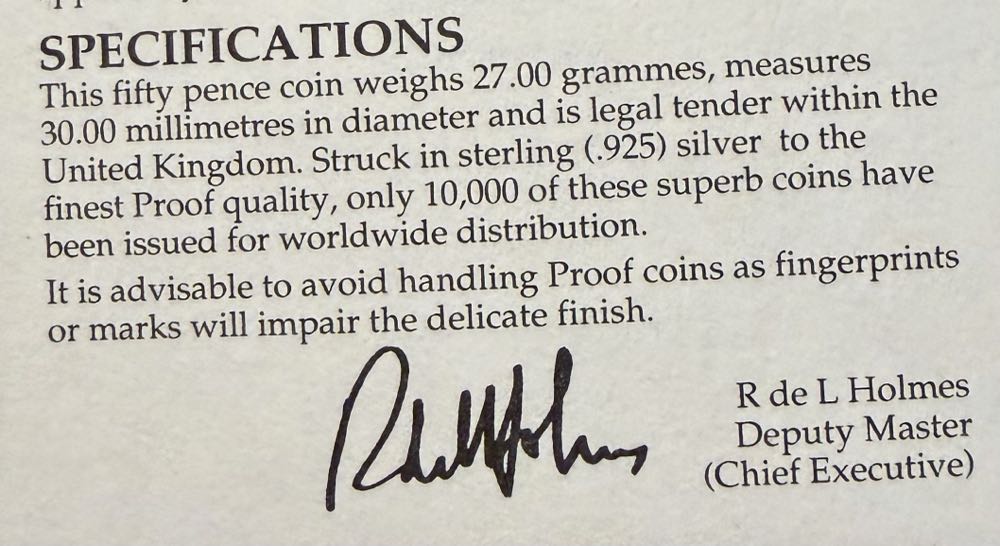 SPECIFICATIONS
This fifty pence coin weighs 27.00 grammes, measures
30.00 millimetres in diameter and is legal tender within the
United Kingdom. Struck in sterling (.925) silver to the
finest Proof quality, only 10,000 of these superb coins have
been issued for worldwide distribution.
It is advisable to avoid handling Proof coins as fingerprints
or marks will impair the delicate finish.
R de L Holmes
Deputy Master
(Chief Executive)